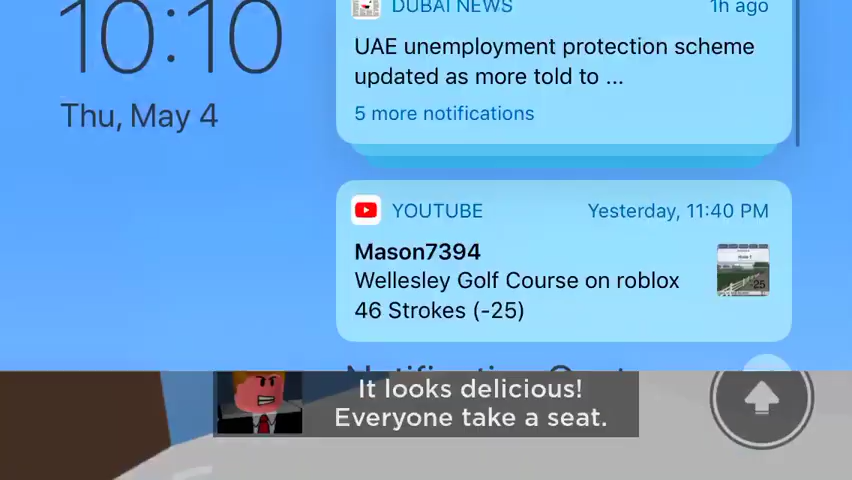 10:10
Thu, May 4
DUBAI NEWS
1h ago
UAE unemployment protection scheme
updated as more told to ...
5 more notifications
YOUTUBE
Yesterday, 11:40 PM
Mason7394
Wellesley Golf Course on roblox
46 Strokes (-25)
-25
Notification
It looks delicious!
Everyone take a seat.